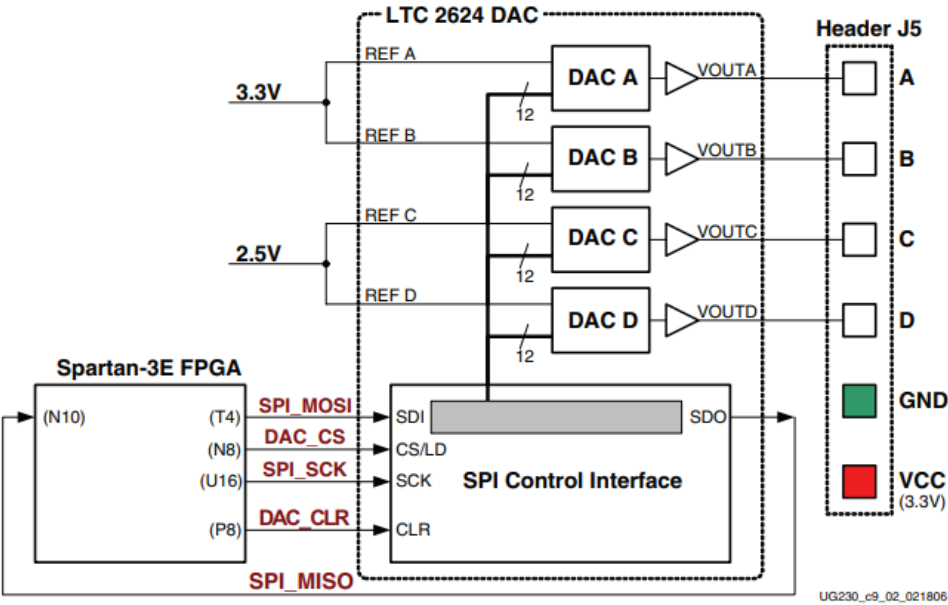 LTC 2624 DAC
Header J5
REF A
3.3V
DAC A
VOUTA
A
12
REF B
DAC B
VOUTB
B
12
REF C
2.5V
DAC C
VOUTC
C
12
REF D
DAC D
VOUTD
D
12
Spartan-3E FPGA
(N10)
(T4)
SPI_MOSI
SDI
SDO
GND
(N8)
DAC_CS
CS/LD
(U16)
SPI_SCK
SCK
SPI Control Interface
VCC
(3.3V)
(P8)
DAC_CLR
CLR
SPI_MISO
UG230_c9_02_021806